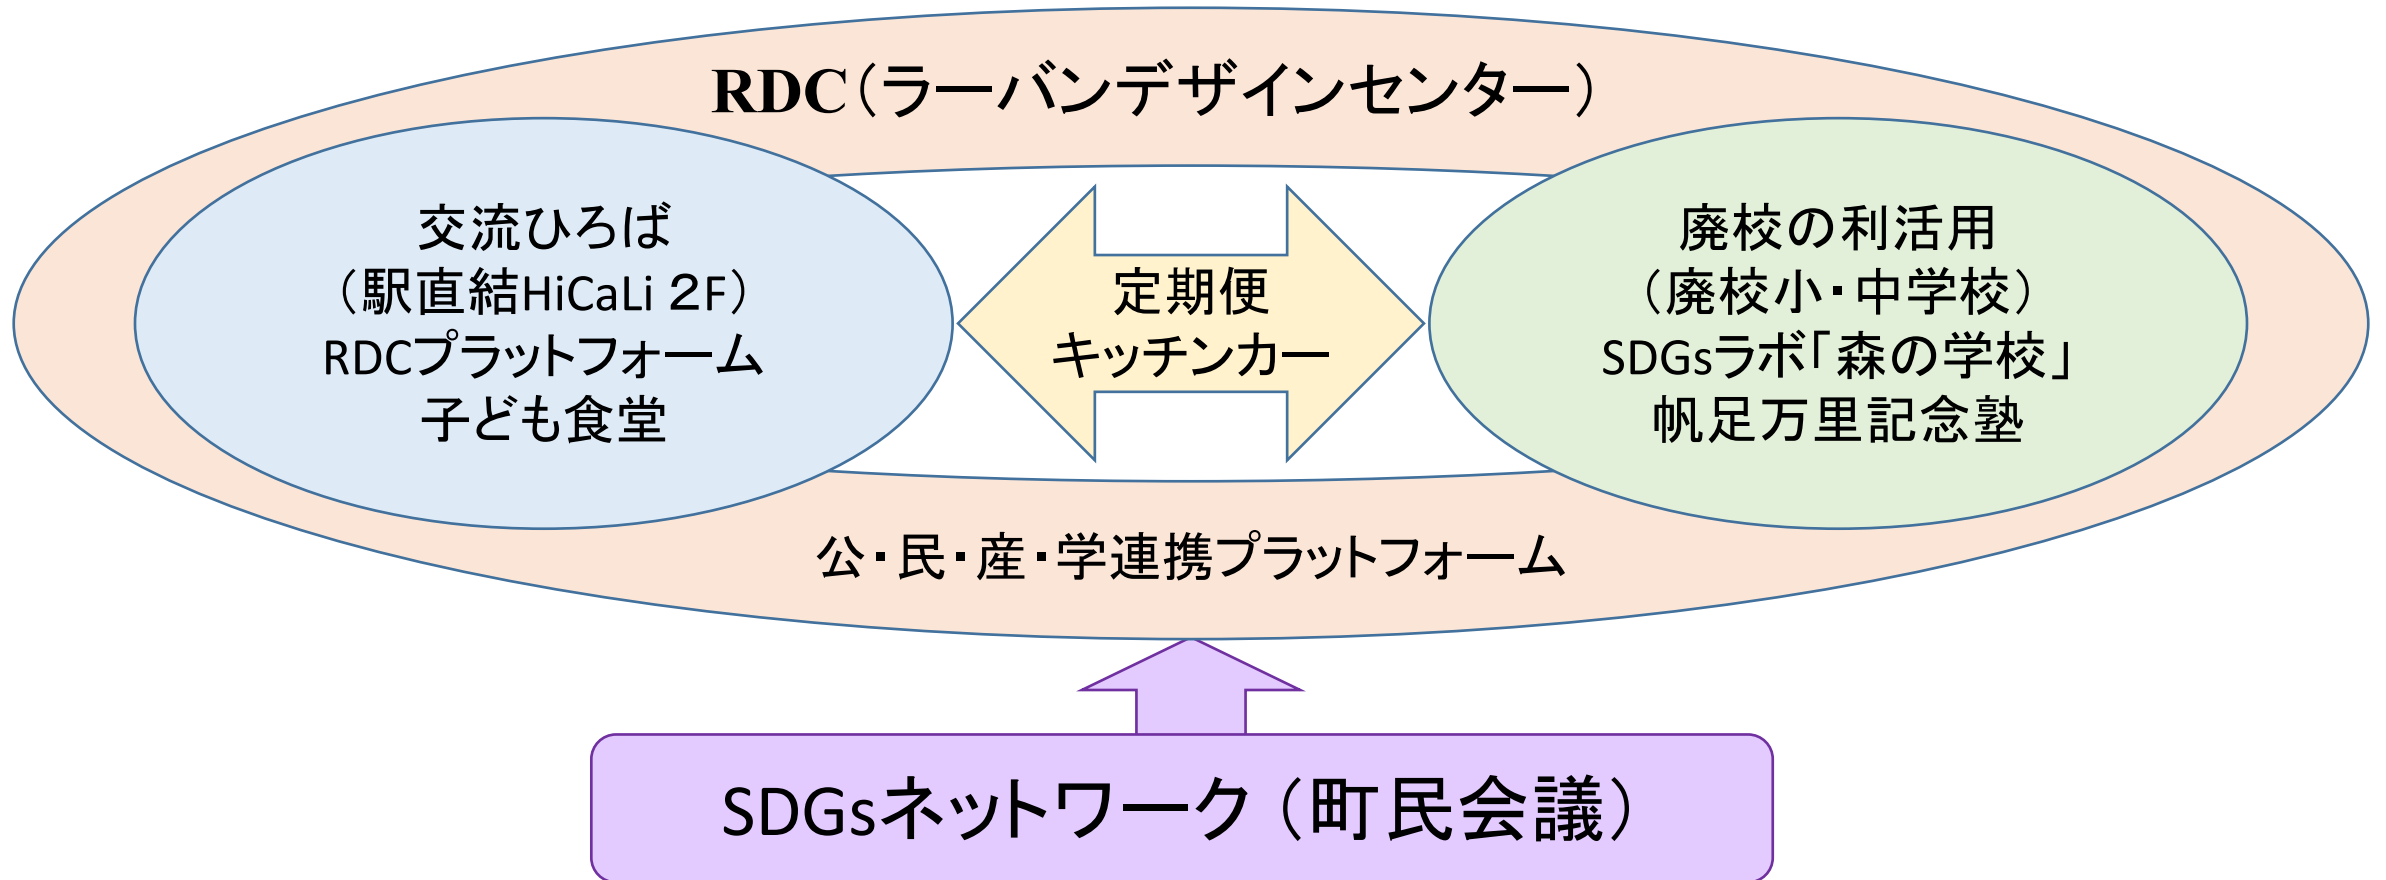 RDC（ラーバンデザインセンター）
交流ひろば
（駅直結HiCaLi ２F）
RDCプラットフォーム
子ども食堂
定期便
キッチンカー
廃校の利活用
（廃校小・中学校）
SDGsラボ「森の学校」
帆足万里記念塾
公・民・産・学連携プラットフォーム
SDGsネットワーク（町民会議）